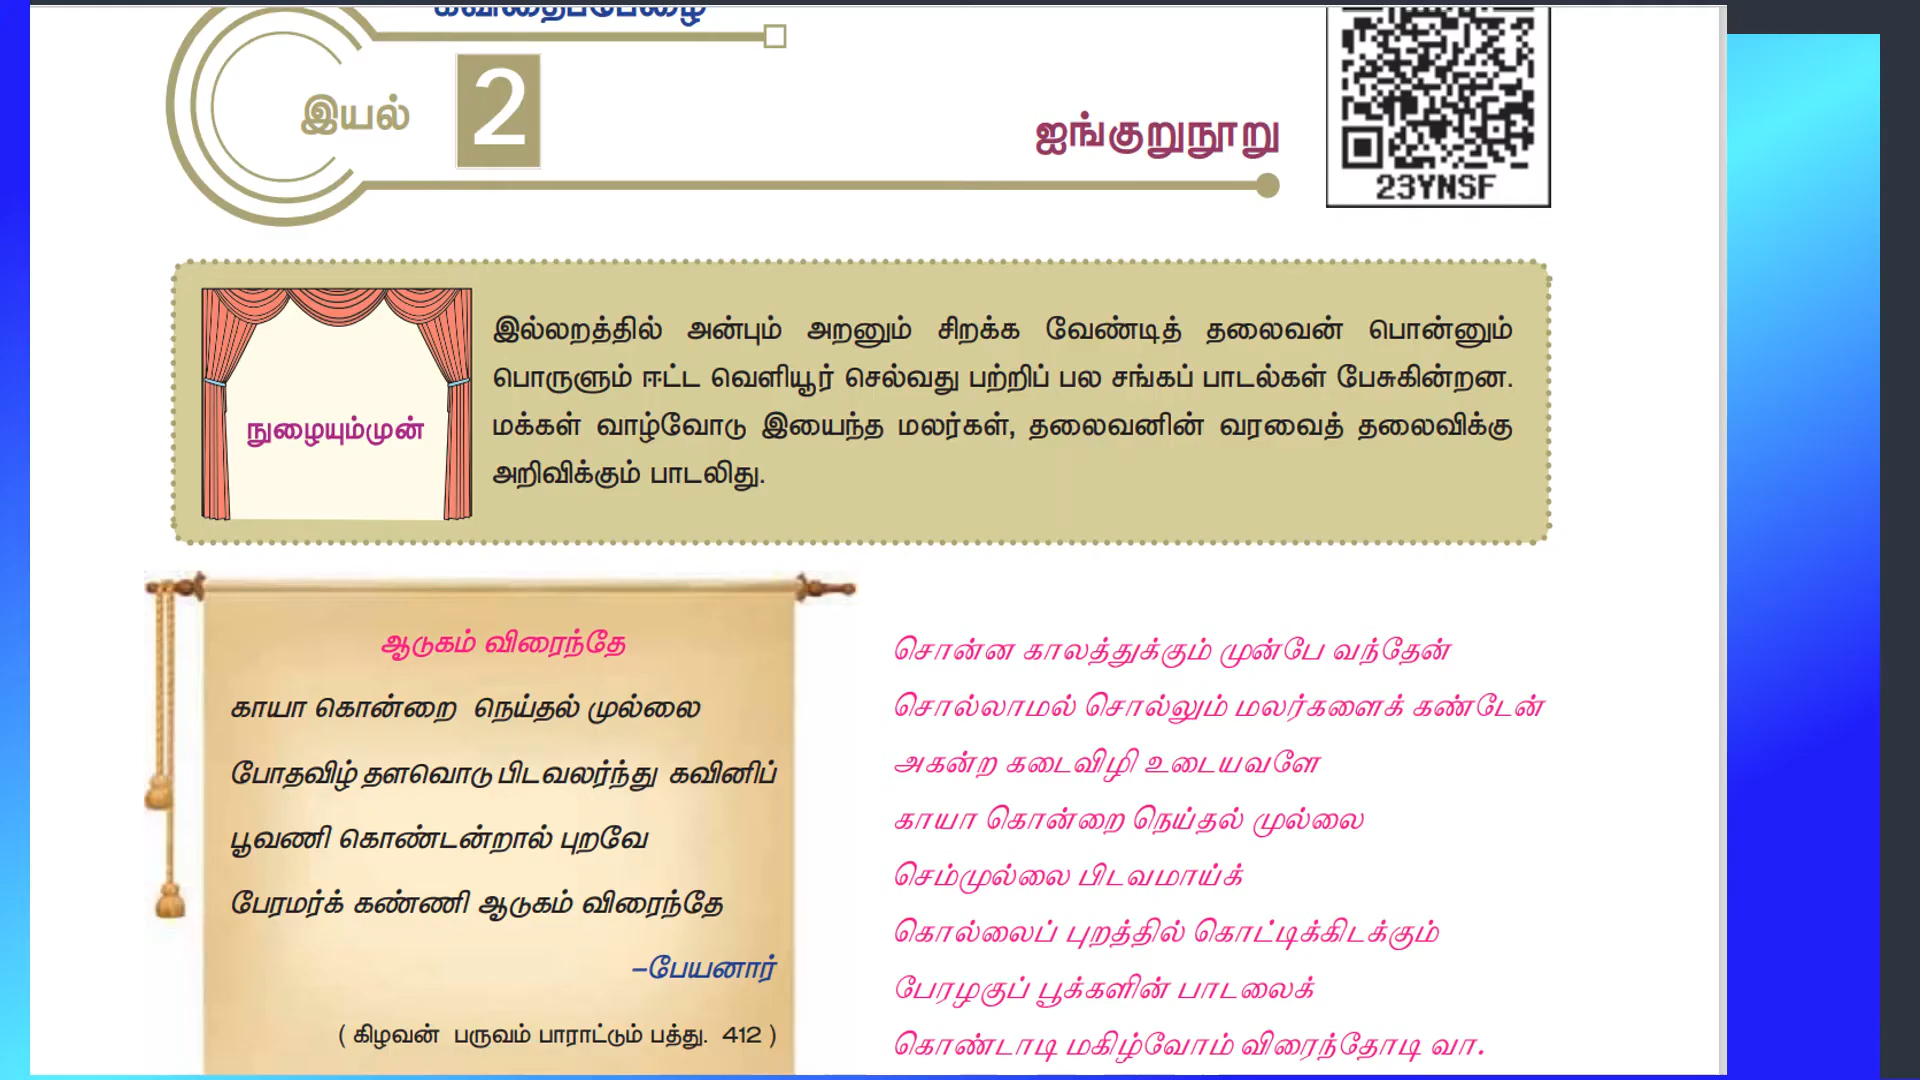 கவிதைப்பேழை
இயல் 2
ஐங்குறுநூறு
23YNSF
நுழையும்முன்
இல்லறத்தில் அன்பும் அறனும் சிறக்க வேண்டித் தலைவன் பொன்னும்
பொருளும் ஈட்ட வெளியூர் செல்வது பற்றிப் பல சங்கப் பாடல்கள் பேசுகின்றன.
மக்கள் வாழ்வோடு இயைந்த மலர்கள், தலைவனின் வரவைத் தலைவிக்கு
அறிவிக்கும் பாடலிது.
ஆடுகம் விரைந்தே
காயா கொன்றை நெய்தல் முல்லை
போதவிழ் தளவொடு பிடவலர்ந்து கவினிப்
பூவணி கொண்டன்றால் புறவே
பேரமர்க் கண்ணி ஆடுகம் விரைந்தே
–பேயனார்
( கிழவன் பருவம் பாராட்டும் பத்து. 412 )
சொன்ன காலத்துக்கும் முன்பே வந்தேன்
சொல்லாமல் சொல்லும் மலர்களைக் கண்டேன்
அகன்ற கடைவிழி உடையவளே
காயா கொன்றை நெய்தல் முல்லை
செம்முல்லை பிடவமாய்க்
கொல்லைப் புறத்தில் கொட்டிக்கிடக்கும்
பேரழகுப் பூக்களின் பாடலைக்
கொண்டாடி மகிழ்வோம் விரைந்தோடி வா.